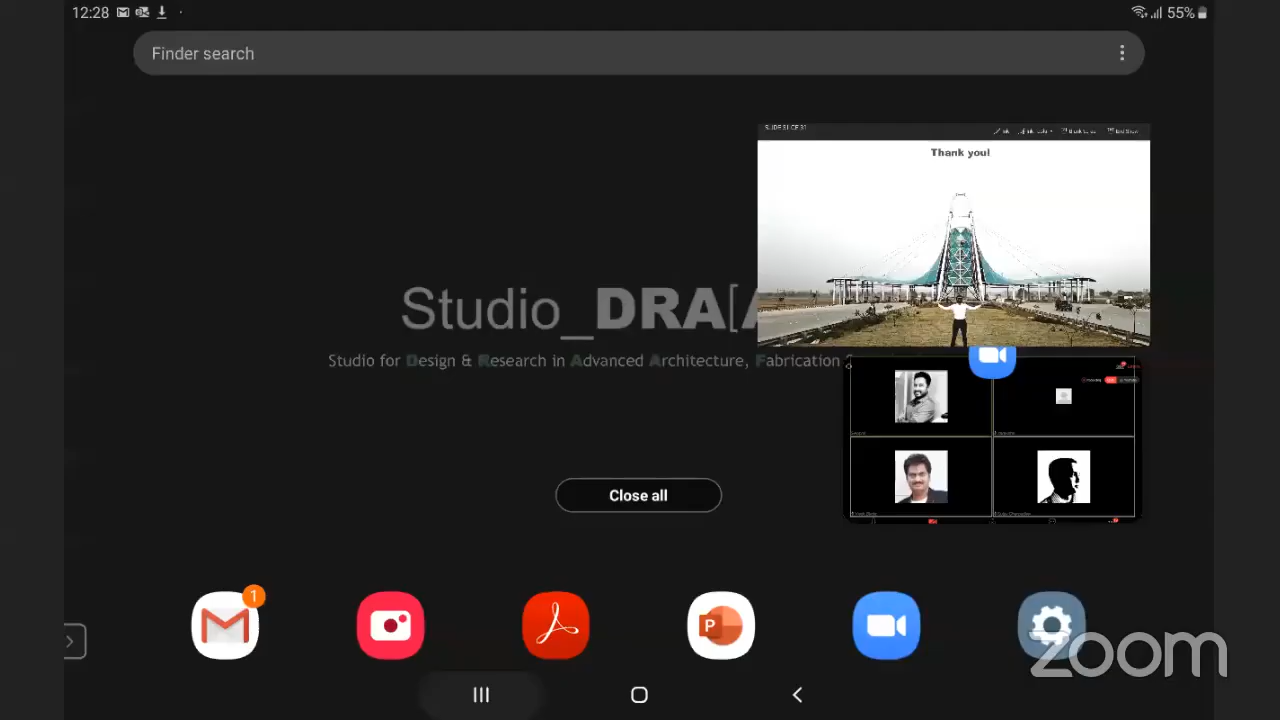 12:28
55%
Finder search
Thank you!
Studio_DRA[
Studio for Design & Research in Advanced Architecture, Fabrication
Close all
1
P
zoom